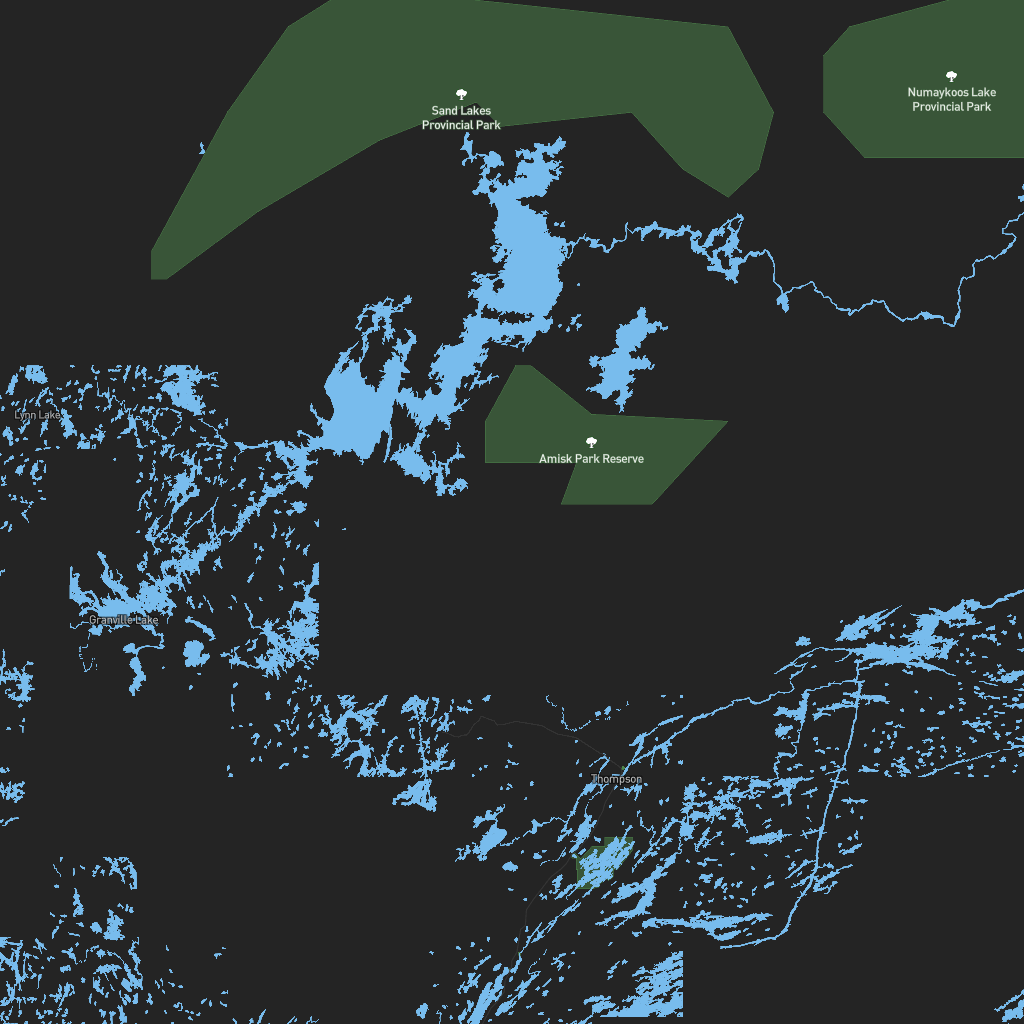 Numaykoos Lake
Provincial Park
Sand Lakes
Provincial Park
Lynn Lake
Amisk Park Reserve
Granville Lake
Thompson